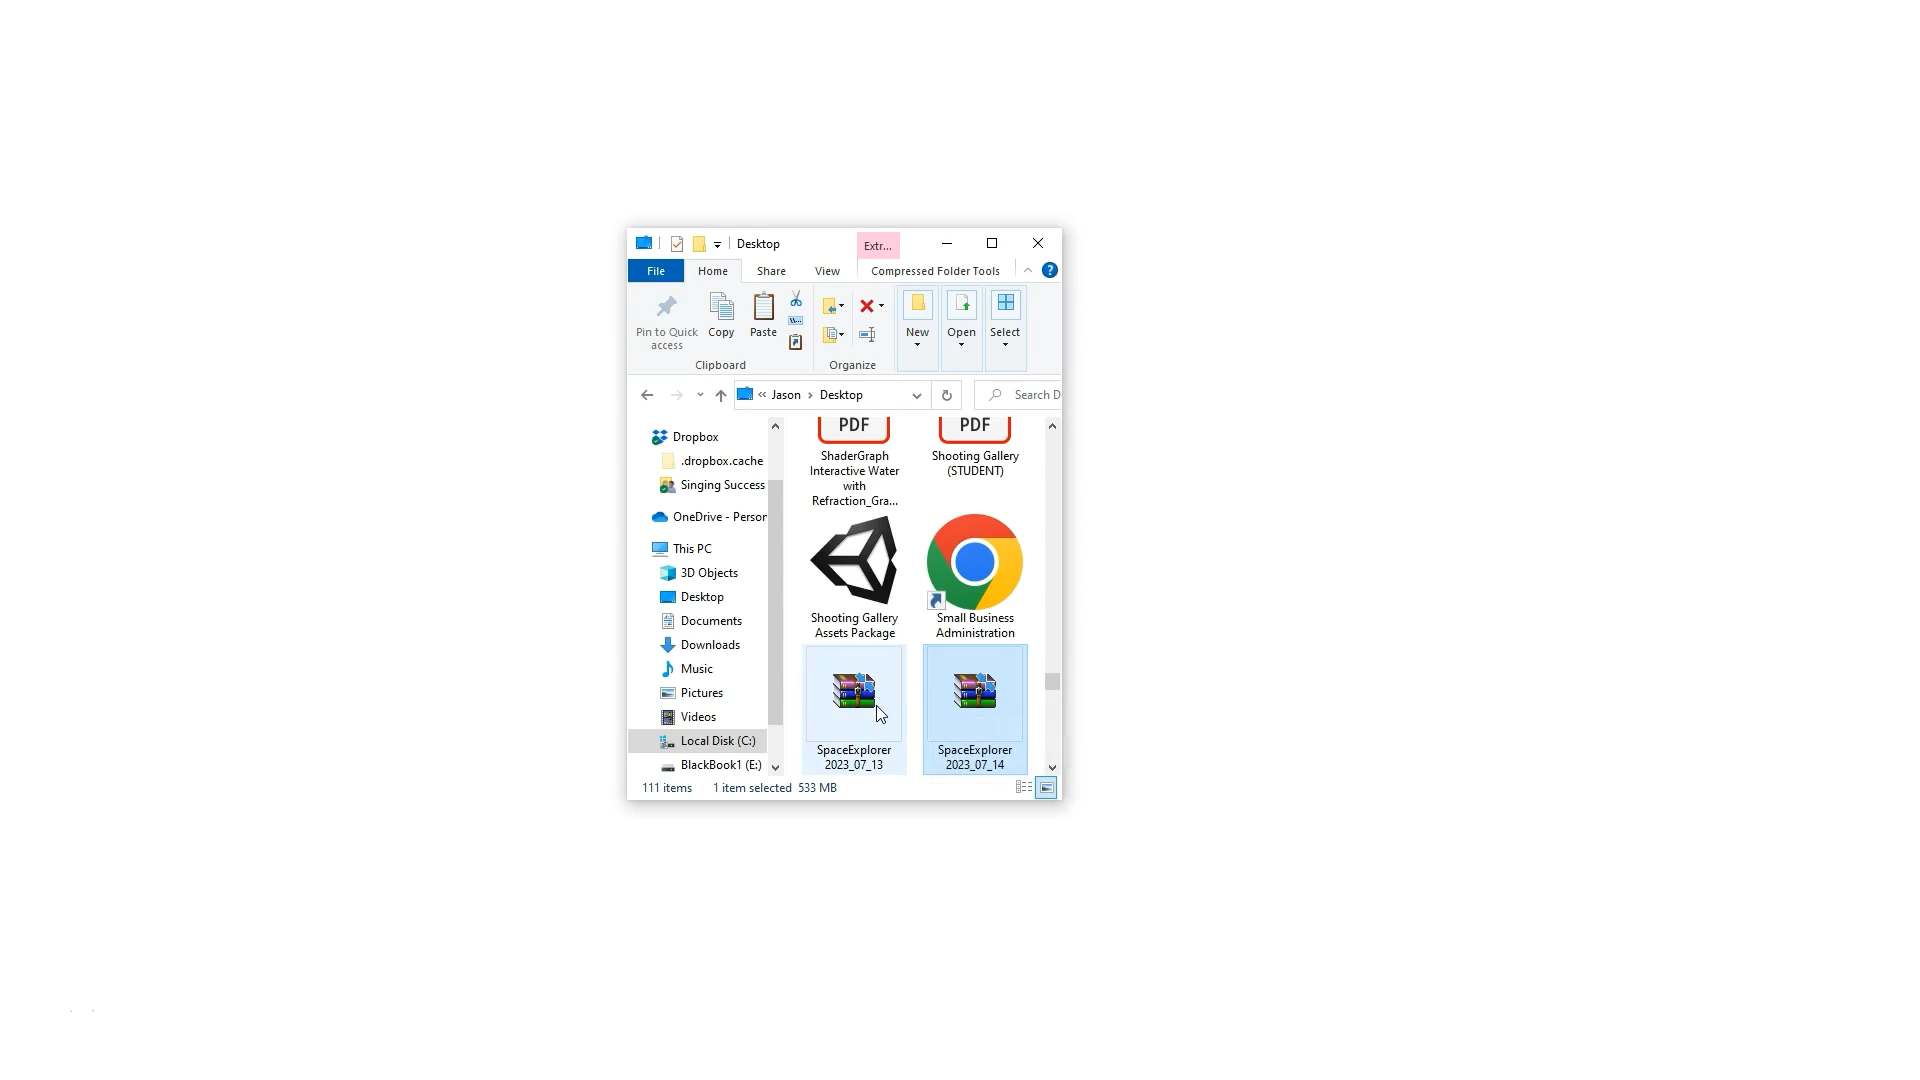 Desktop
Extr...
File
Home
Share
View
Compressed Folder Tools
?
Pin to Quick
access
Copy
Paste
New
Open
Select
Clipboard
Organize
« Jason › Desktop
Search D
Dropbox
.dropbox.cache
Singing Success
OneDrive - Person
This PC
3D Objects
Desktop
Documents
Downloads
Music
Pictures
Videos
Local Disk (C:)
BlackBook1 (E:)
PDF
ShaderGraph
Interactive Water
with
Refraction_Gra...
PDF
Shooting Gallery
(STUDENT)
Shooting Gallery
Assets Package
Small Business
Administration
SpaceExplorer
2023_07_13
SpaceExplorer
2023_07_14
111 items
1 item selected 533 MB